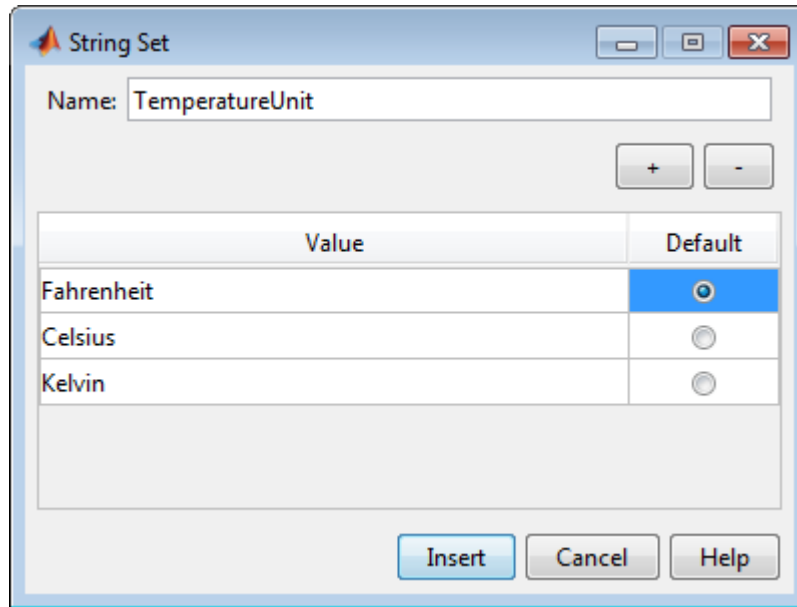 String Set
Name: TemperatureUnit
+ -
Value Default
Fahrenheit
Celsius
Kelvin
Insert Cancel Help